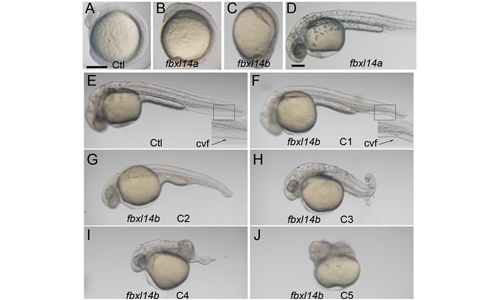 A
B
C
D
Ctl
fbxl14a
fbxl14b
fbxl14a
E
F
Ctl
cvf
fbxl14b C1
cvf
G
H
fbxl14b C2
fbxl14b C3
I
J
fbxl14b C4
fbxl14b C5